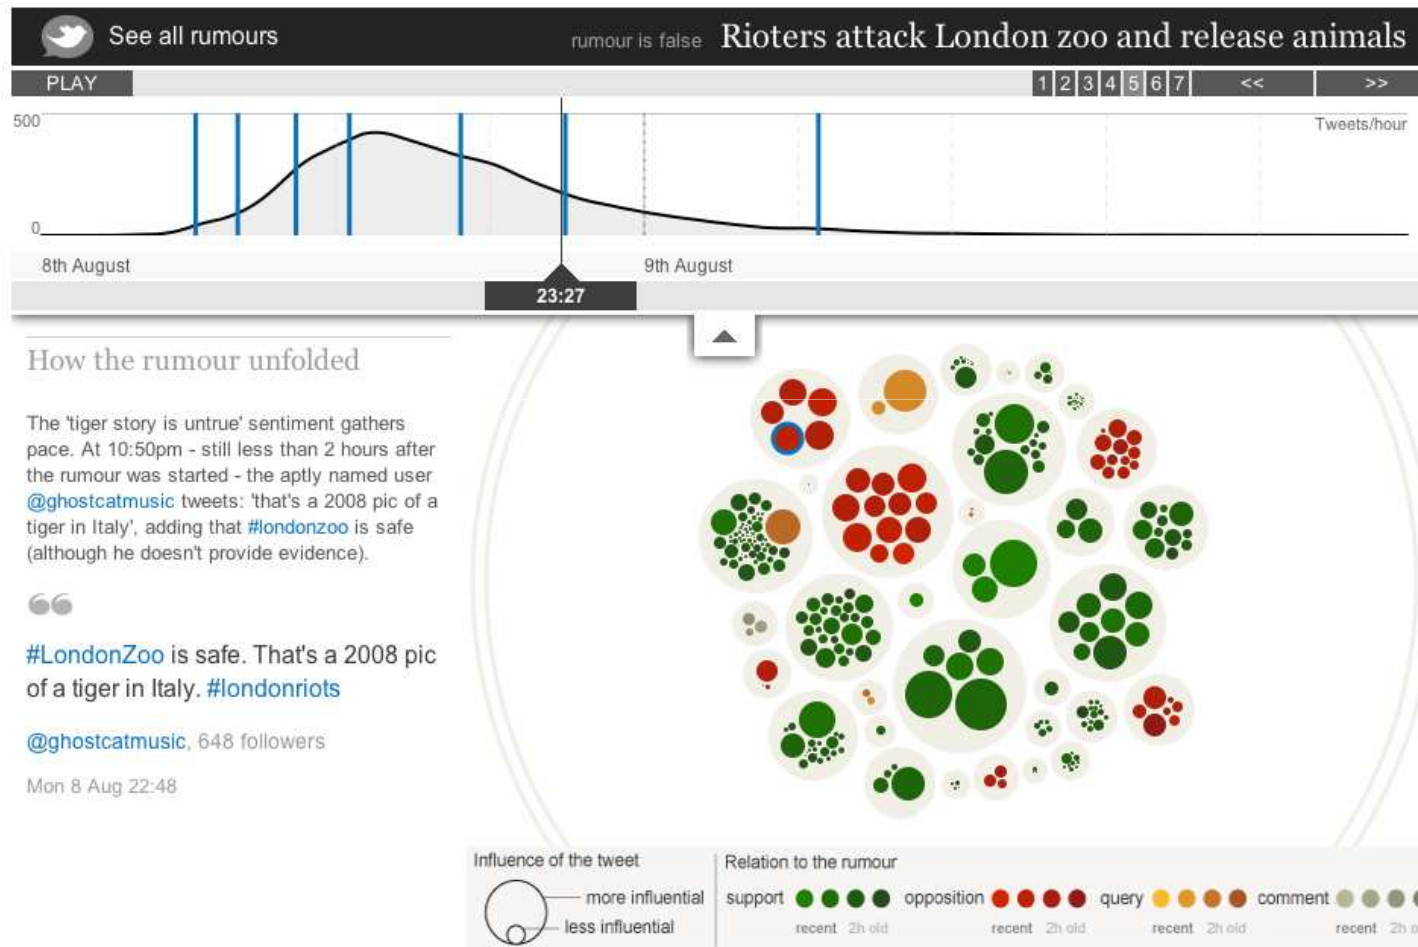 See all rumours rumour is false Rioters attack London zoo and release animals
PLAY 1 2 3 4 5 6 7 << >>
500 Tweets/hour
0
8th August 9th August
23:27
How the rumour unfolded
The 'tiger story is untrue' sentiment gathers
pace. At 10:50pm - still less than 2 hours after
the rumour was started - the aptly named user
@ghostcatmusic tweets: 'that's a 2008 pic of a
tiger in Italy', adding that #londonzoo is safe
(although he doesn't provide evidence).
#LondonZoo is safe. That's a 2008 pic
of a tiger in Italy. #londonriots
@ghostcatmusic, 648 followers
Mon 8 Aug 22:48
Influence of the tweet Relation to the rumour
more influential support opposition query comment
less influential recent 2h old recent 2h old recent 2h old recent 2h o